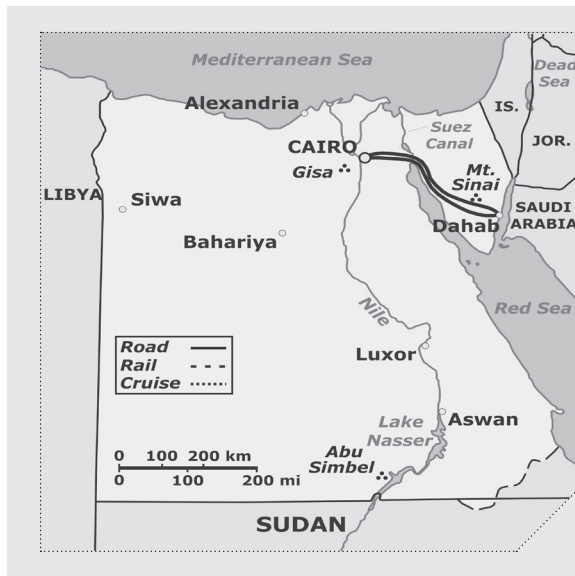 Mediterranean Sea
Dead
Sea
Alexandria
IS.
Suez
Canal
JOR.
CAIRO
Gisa
Mt.
Sinai
LIBYA
Siwa
SAUDI
ARABIA
Dahab
Bahariya
Nile
Red Sea
Road
Rail
Cruise
Luxor
Lake
Nasser
Aswan
Abu
Simbel
0 100 200 km
0 100 200 mi
SUDAN